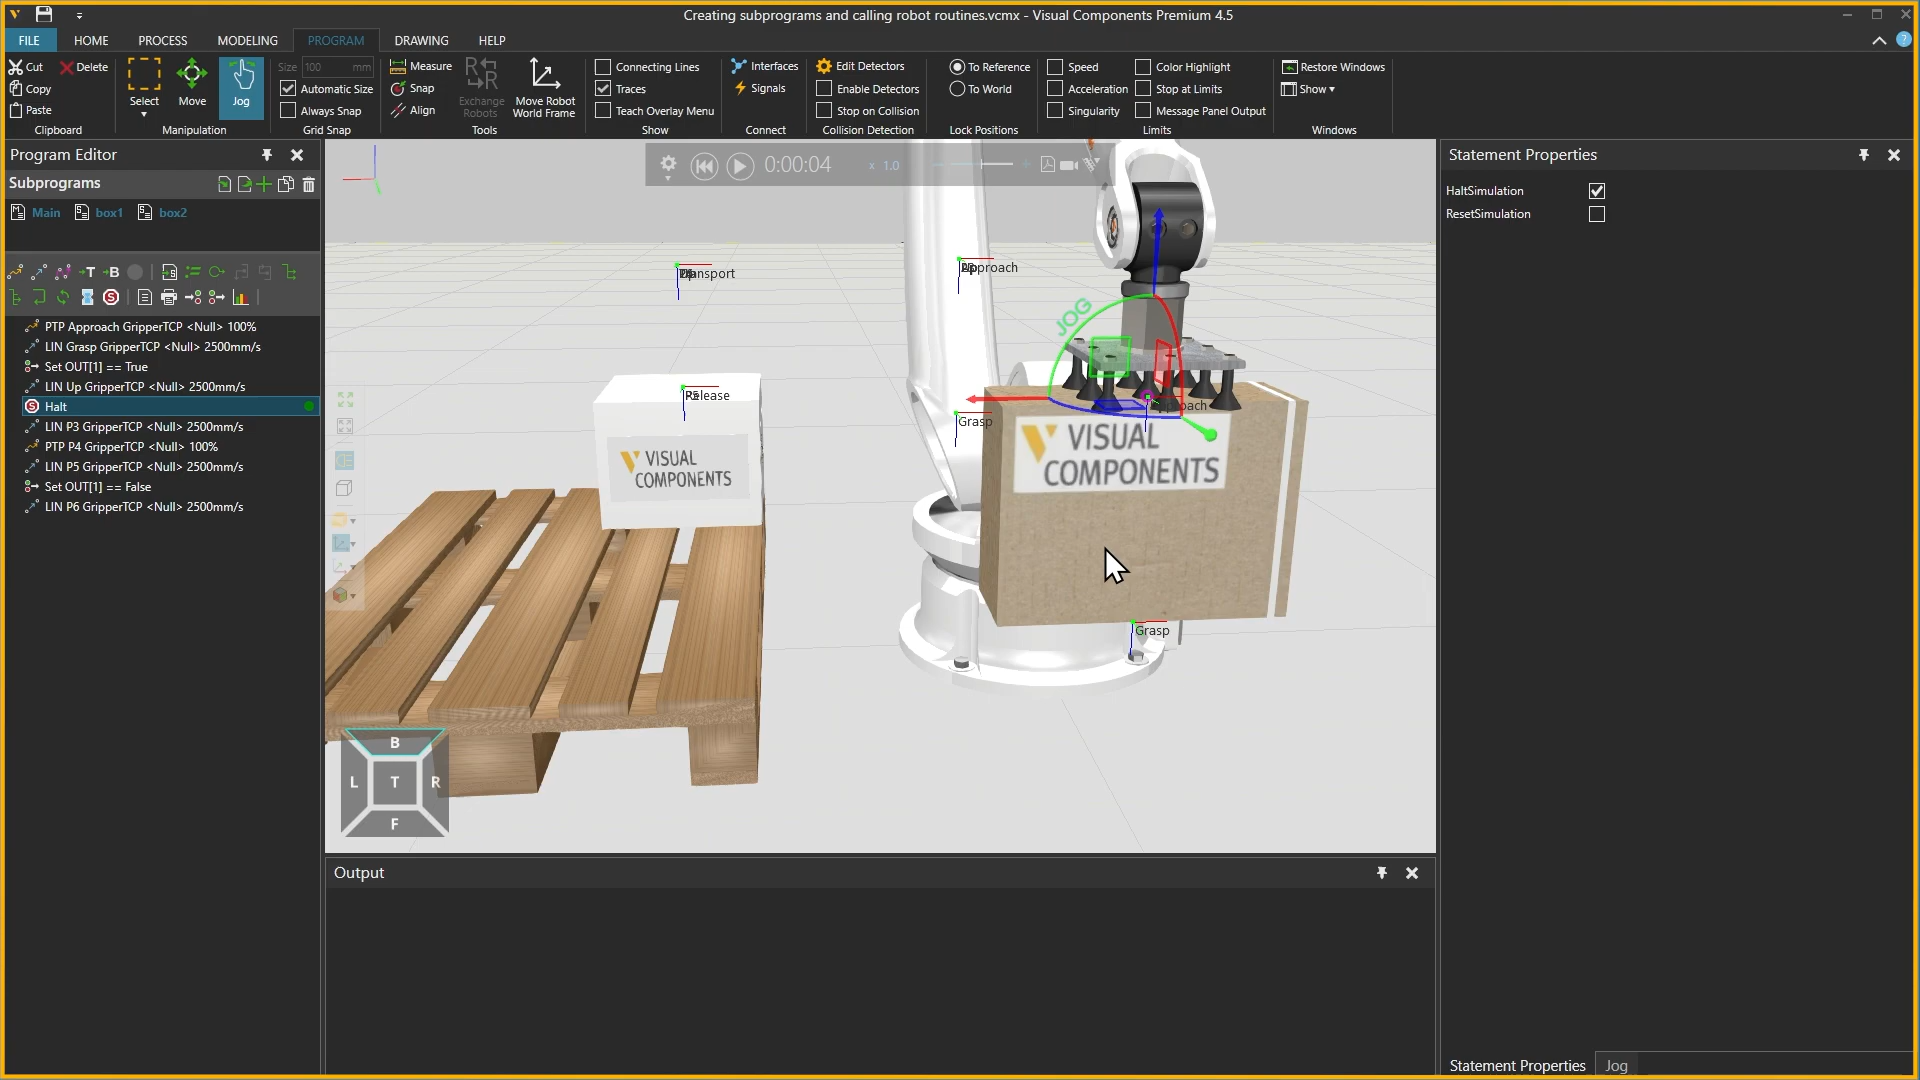 Creating subprograms and calling robot routines.vcmx - Visual Components Premium 4.5
FILE HOME PROCESS MODELING PROGRAM DRAWING HELP
Cut Delete
Copy
Paste
Clipboard
Select Move Jog
Manipulation
Size 100 mm
Automatic Size
Always Snap
Grid Snap
Measure
Snap
Align
Exchange Robots
Move Robot World Frame
Tools
Connecting Lines
Traces
Teach Overlay Menu
Show
Interfaces
Signals
Connect
Edit Detectors
Enable Detectors
Stop on Collision
Collision Detection
To Reference
To World
Lock Positions
Speed Color Highlight
Acceleration Stop at Limits
Singularity Message Panel Output
Limits
Restore Windows
Show
Windows
Program Editor
Subprograms
Main box1 box2
PTP Approach GripperTCP <Null> 100%
LIN Grasp GripperTCP <Null> 2500mm/s
Set OUT[1] == True
LIN Up GripperTCP <Null> 2500mm/s
Halt
LIN P3 GripperTCP <Null> 2500mm/s
PTP P4 GripperTCP <Null> 100%
LIN P5 GripperTCP <Null> 2500mm/s
Set OUT[1] == False
LIN P6 GripperTCP <Null> 2500mm/s
0:00:04 x 1.0
JOG
Grasp
VISUAL
COMPONENTS
VISUAL
COMPONENTS
Grasp
B
L T R
F
Output
Statement Properties
HaltSimulation
ResetSimulation
Statement Properties Jog